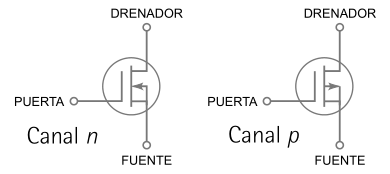 DRENADOR
PUERTA
Canal n
FUENTE
DRENADOR
PUERTA
Canal p
FUENTE